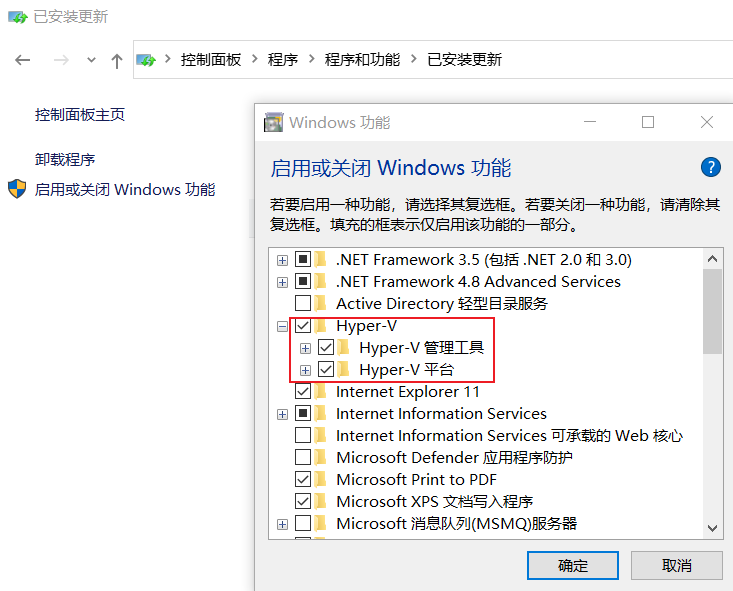 已安装更新
控制面板 > 程序 > 程序和功能 > 已安装更新
控制面板主页
卸载程序
启用或关闭 Windows 功能
Windows 功能
启用或关闭 Windows 功能
?
若要启用一种功能，请选择其复选框。若要关闭一种功能，请清除其
复选框。填充的框表示仅启用该功能的一部分。
.NET Framework 3.5 (包括 .NET 2.0 和 3.0)
.NET Framework 4.8 Advanced Services
Active Directory 轻型目录服务
Hyper-V
Hyper-V 管理工具
Hyper-V 平台
Internet Explorer 11
Internet Information Services
Internet Information Services 可承载的 Web 核心
Microsoft Defender 应用程序防护
Microsoft Print to PDF
Microsoft XPS 文档写入程序
Microsoft 消息队列(MSMQ)服务器
确定
取消